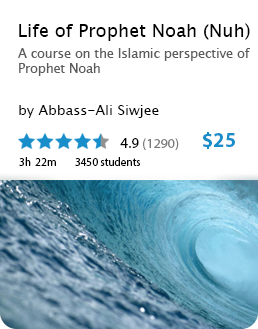 Life of Prophet Noah (Nuh)
A course on the Islamic perspective of
Prophet Noah
by Abbass-Ali Siwjee
4.9 (1290) $25
3h 22m 3450 students